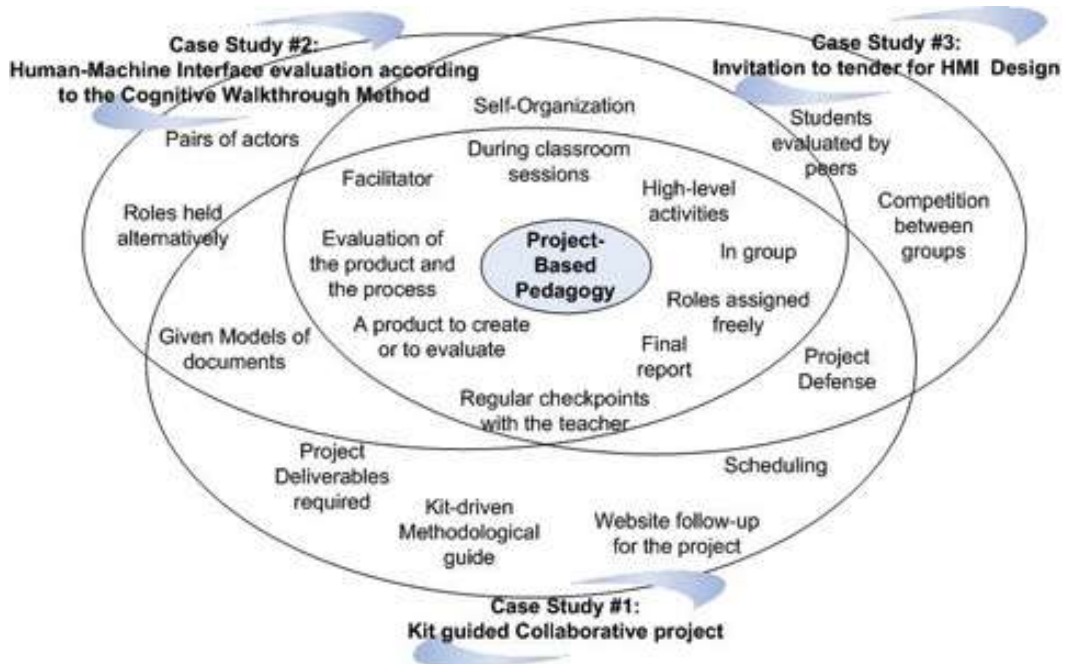 Case Study #2:
Human-Machine Interface evaluation according
to the Cognitive Walkthrough Method
Case Study #3:
Invitation to tender for HMI Design
Self-Organization
Pairs of actors
Students
evaluated by
peers
During classroom
sessions
Facilitator
High-level
activities
Roles held
alternatively
Competition
between
groups
Evaluation of
the product and
the process
Project-
Based
Pedagogy
In group
Roles assigned
freely
A product to create
or to evaluate
Given Models of
documents
Final
report
Project
Defense
Regular checkpoints
with the teacher
Project
Deliverables
required
Scheduling
Kit-driven
Methodological
guide
Website follow-up
for the project
Case Study #1:
Kit guided Collaborative project